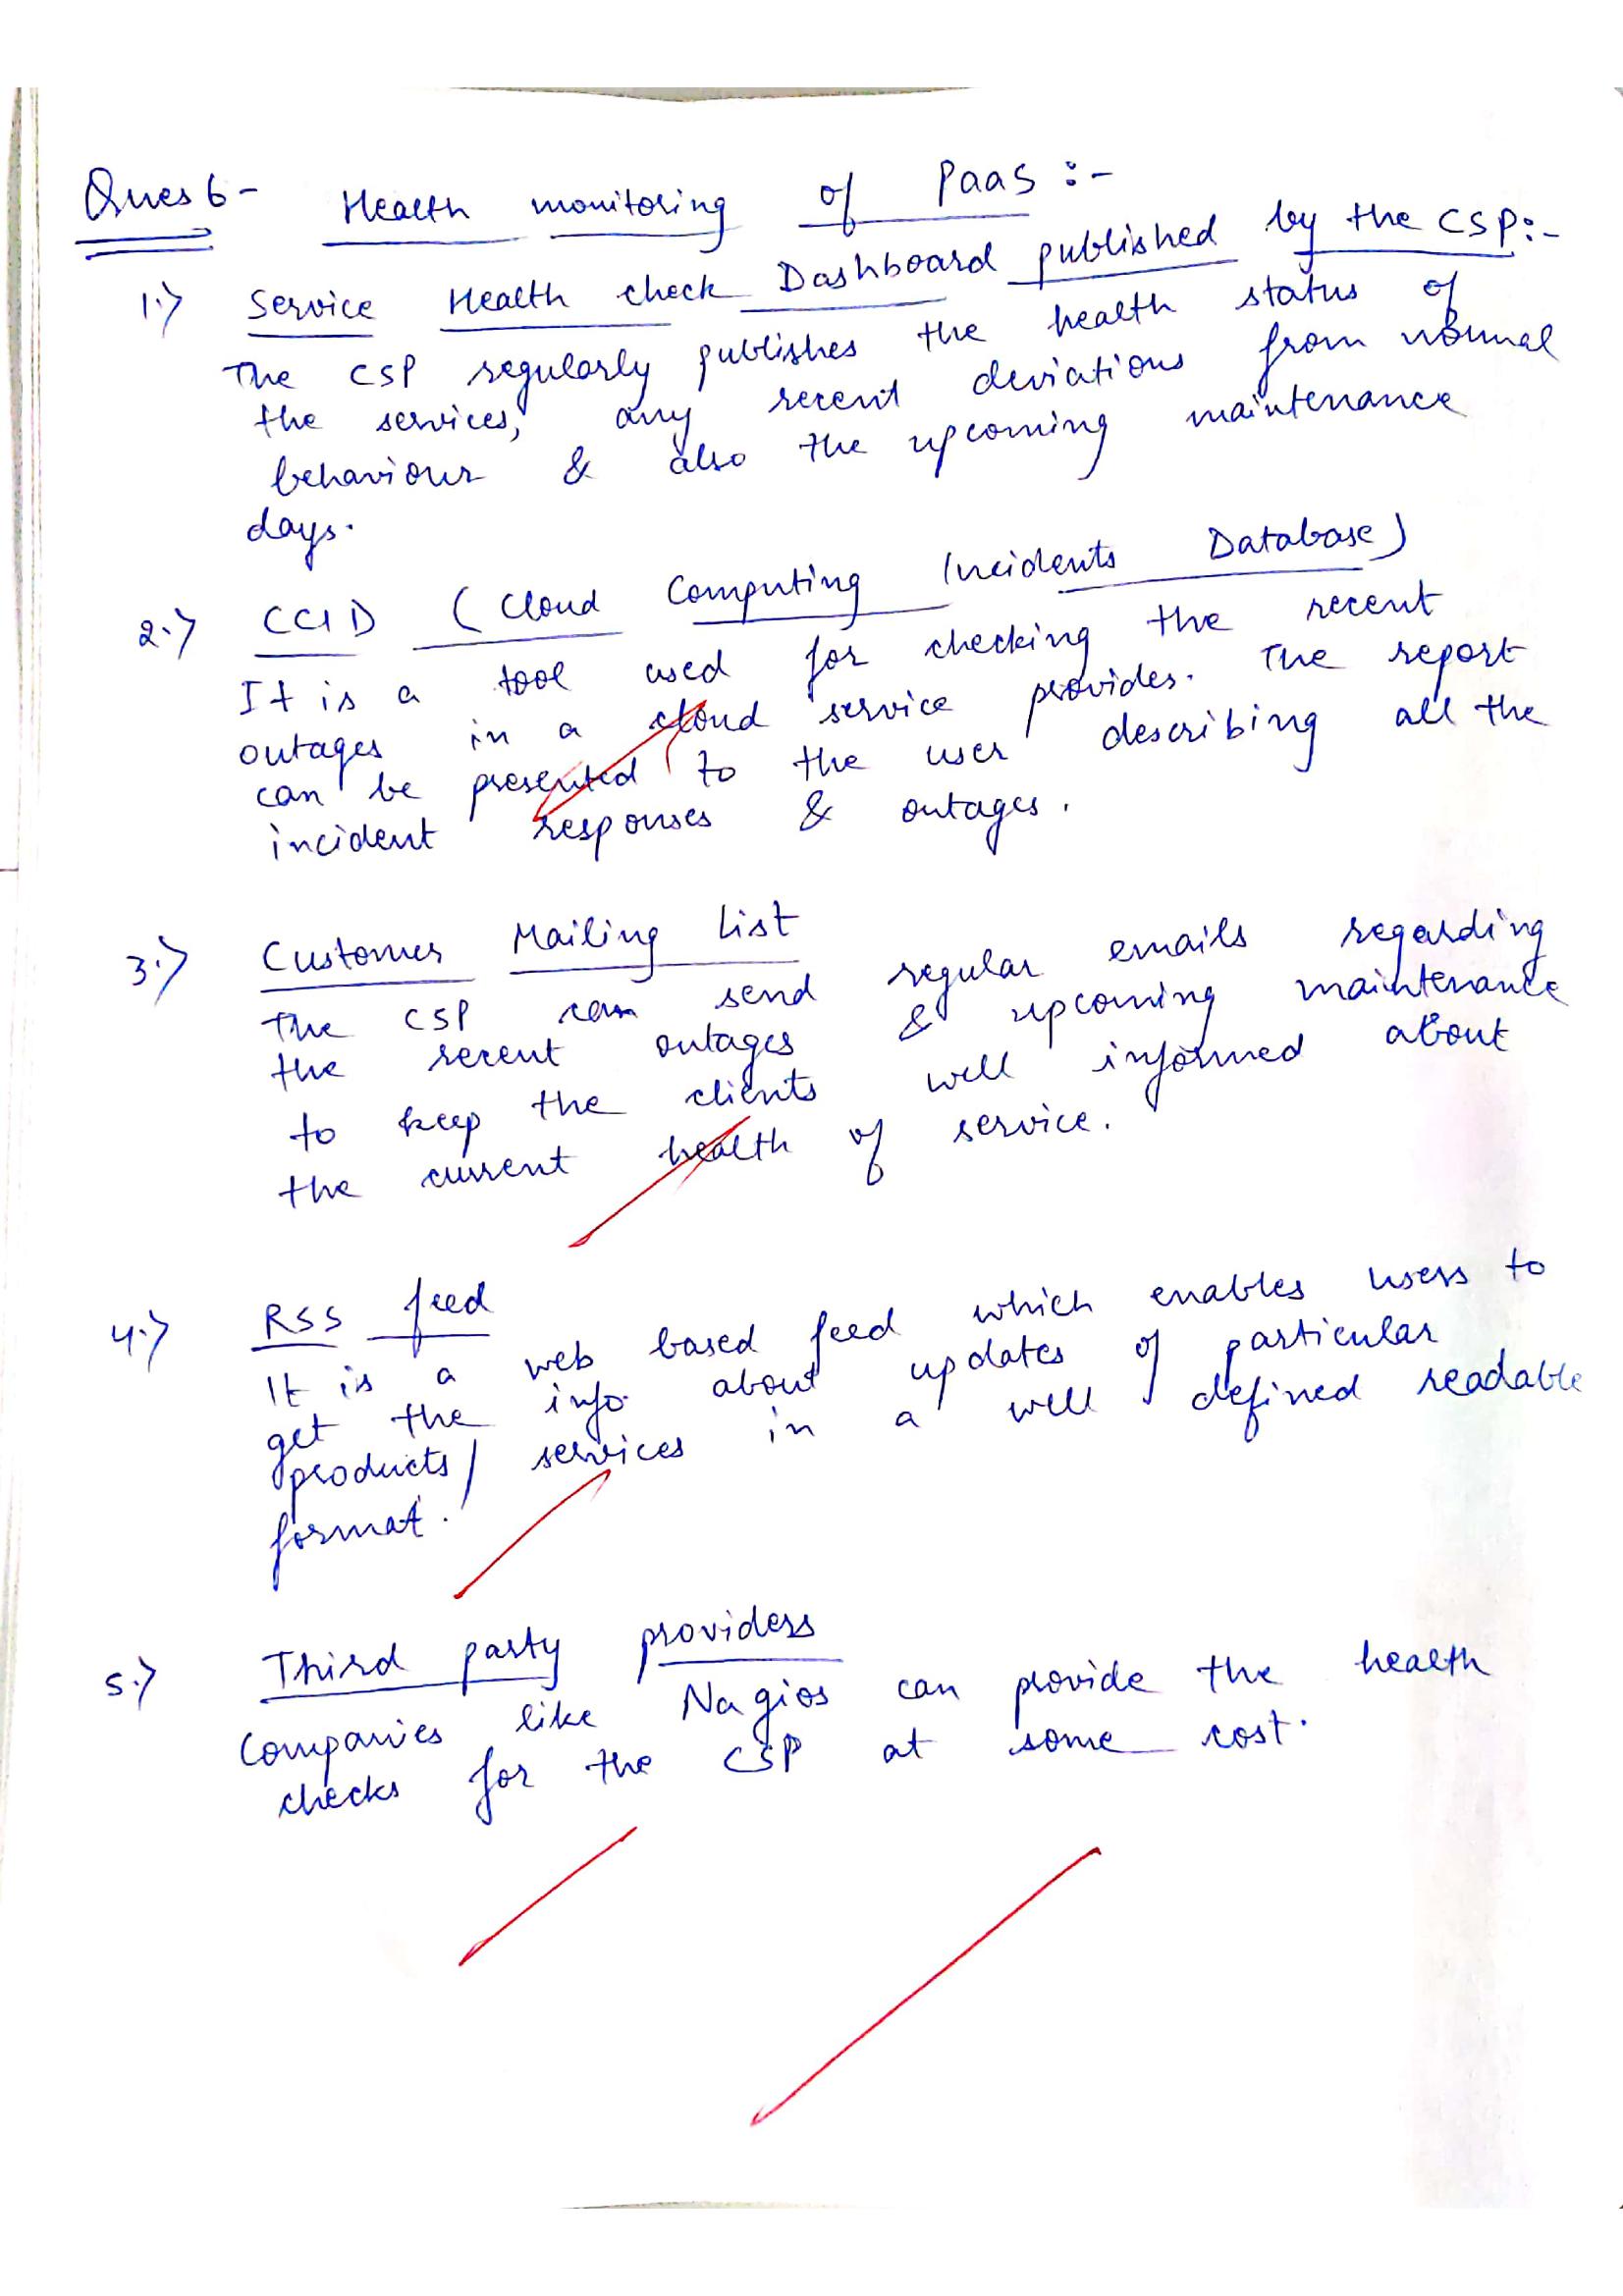 Ques 6- Health monitoring of PaaS :-
1.) Service Health check Dashboard published by the CSP:-
The CSP regularly publishes the health status of
the services, any recent deviations from normal
behaviour & also the upcoming maintenance
days.
2.) CCID (Cloud Computing Incidents Database)
It is a tool used for checking the recent
outages in a cloud service provides. The report
can be presented to the user describing all the
incident responses & outages.
3.) Customer Mailing List
The CSP can send regular emails regarding
the recent outages & upcoming maintenance
to keep the clients well informed about
the current health of service.
4.) RSS feed
It is a web based feed which enables users to
get the info. about updates of particular
products/ services in a well defined readable
format.
5.) Third party providers
Companies like Nagios can provide the health
checks for the CSP at some cost.